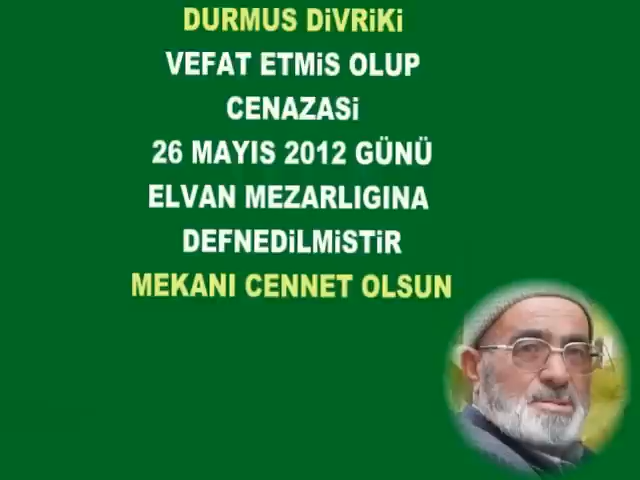 DURMUS DiVRiKi
VEFAT ETMiS OLUP
CENAZASi
26 MAYIS 2012 GÜNÜ
ELVAN MEZARLIGINA
DEFNEDiLMiSTiR
MEKANI CENNET OLSUN